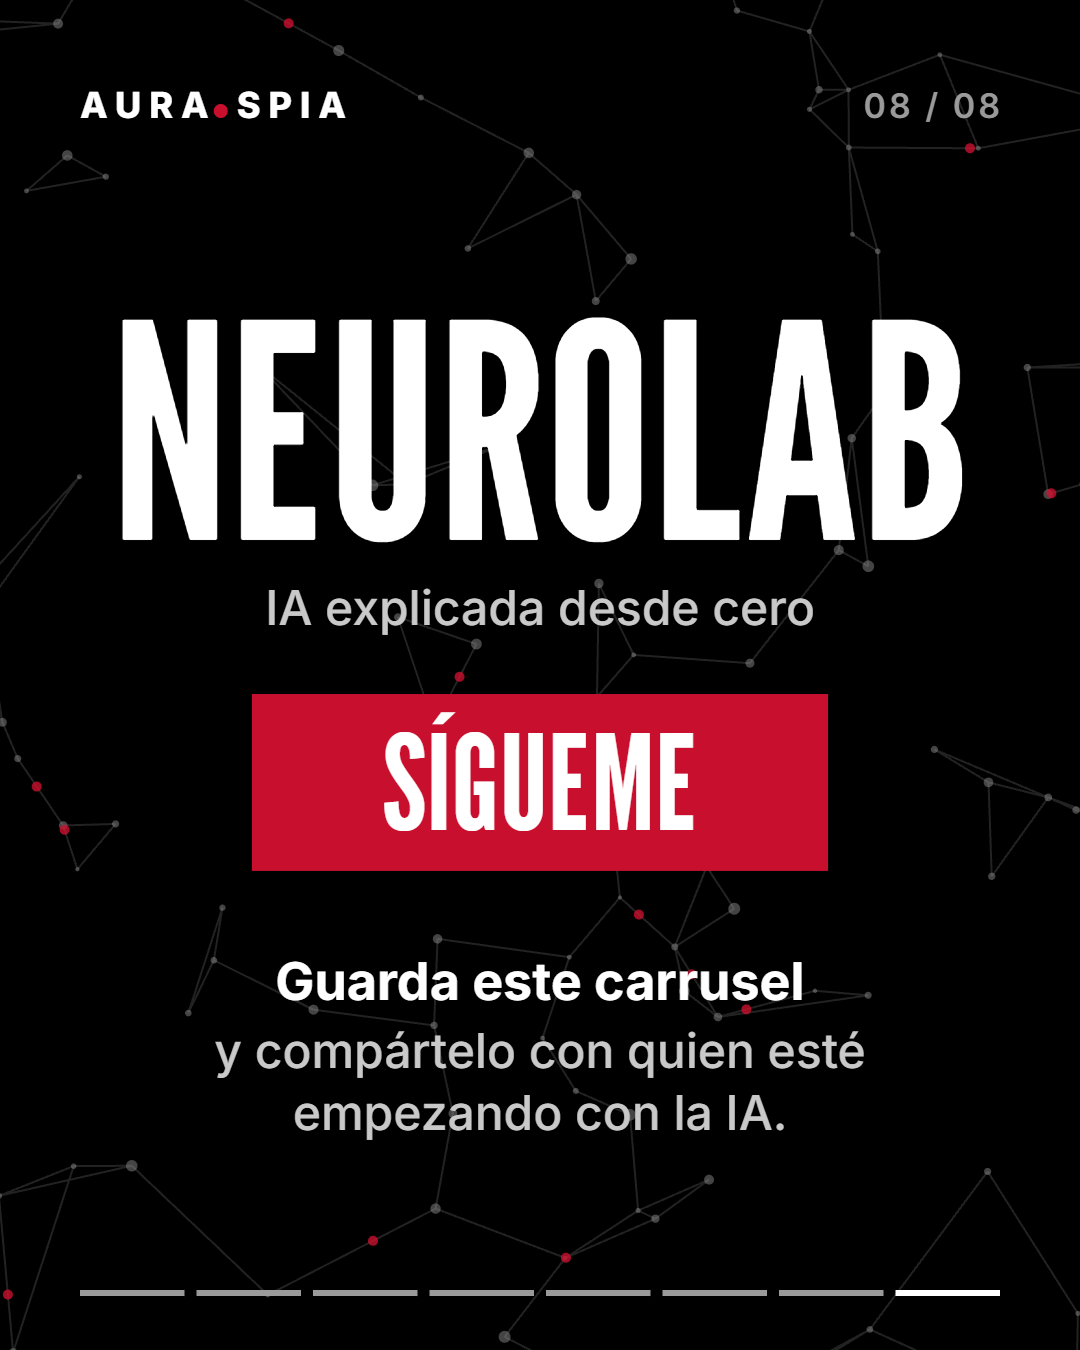 AURA.SPIA
08 / 08
NEUROLAB
IA explicada desde cero
SÍGUEME
Guarda este carrusel
y compártelo con quien esté
empezando con la IA.